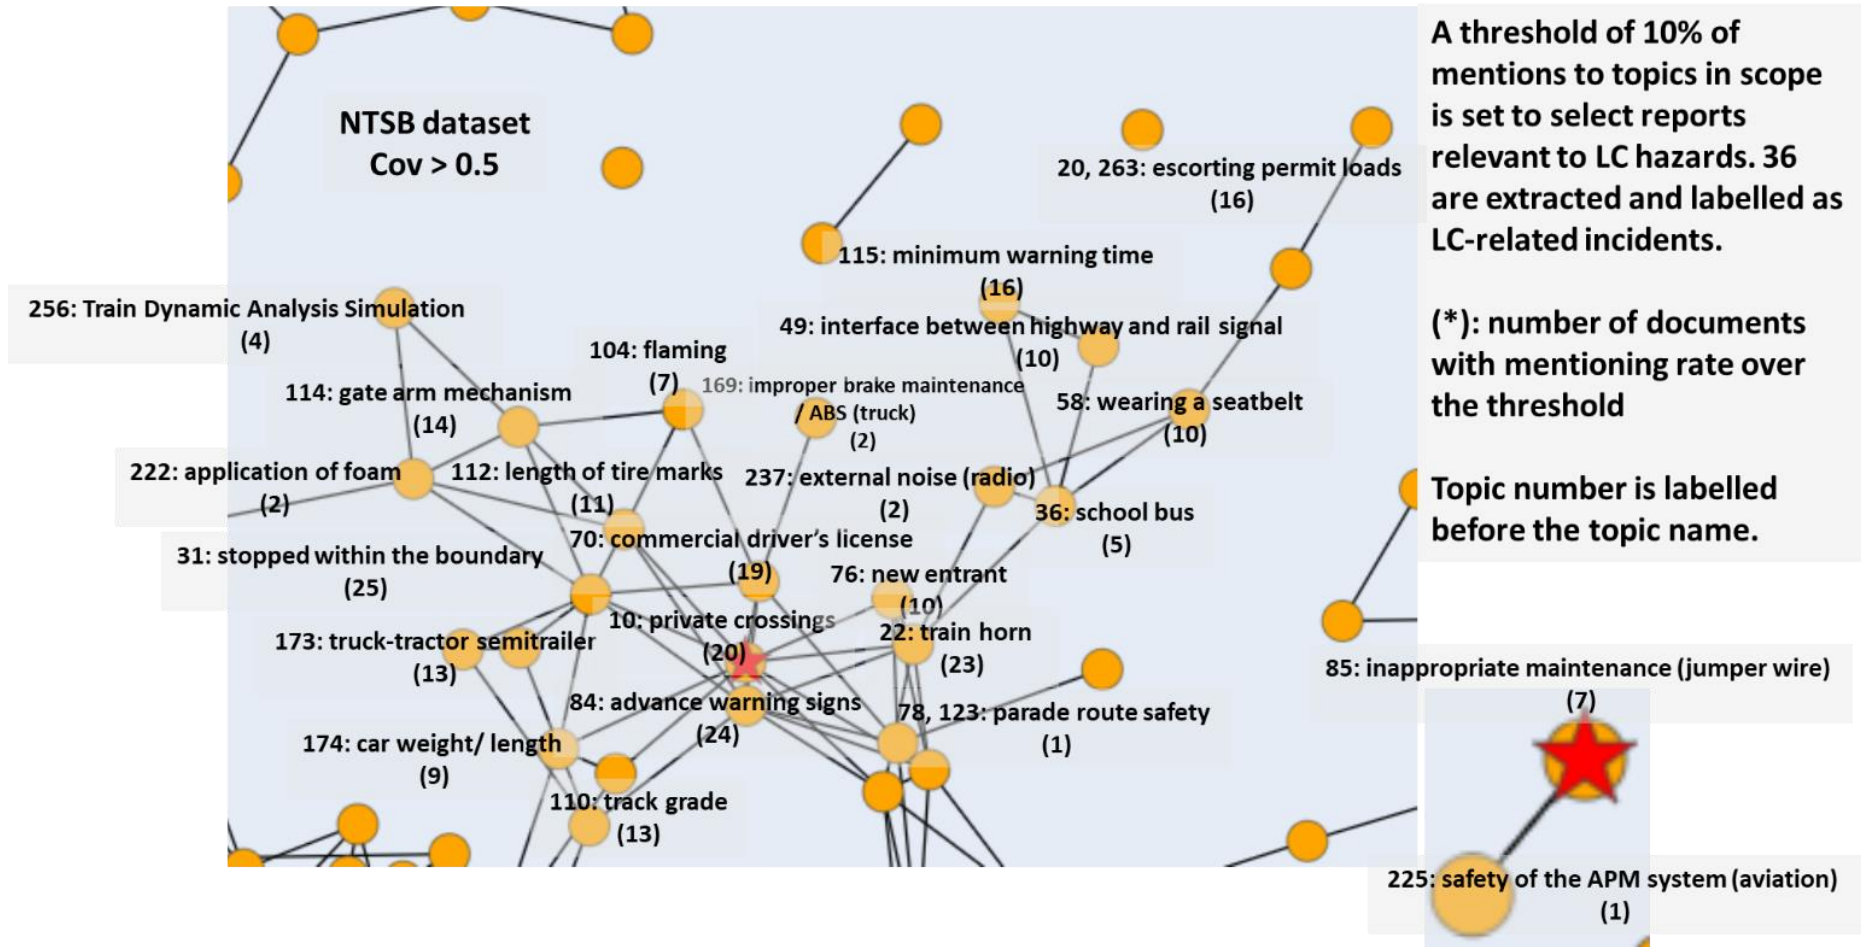 NTSB dataset
Cov > 0.5
A threshold of 10% of
mentions to topics in scope
is set to select reports
relevant to LC hazards. 36
are extracted and labelled as
LC-related incidents.
(*): number of documents
with mentioning rate over
the threshold
Topic number is labelled
before the topic name.
20, 263: escorting permit loads
(16)
115: minimum warning time
(16)
256: Train Dynamic Analysis Simulation
(4)
49: interface between highway and rail signal
(10)
104: flaming
(7)
169: improper brake maintenance
/ ABS (truck)
(2)
114: gate arm mechanism
(14)
58: wearing a seatbelt
(10)
222: application of foam
(2)
112: length of tire marks
(11)
237: external noise (radio)
(2)
36: school bus
(5)
31: stopped within the boundary
(25)
70: commercial driver's license
(19)
76: new entrant
(10)
10: private crossings
(20)
22: train horn
(23)
173: truck-tractor semitrailer
(13)
85: inappropriate maintenance (jumper wire)
(7)
84: advance warning signs
(24)
78, 123: parade route safety
(1)
174: car weight/ length
(9)
110: track grade
(13)
225: safety of the APM system (aviation)
(1)